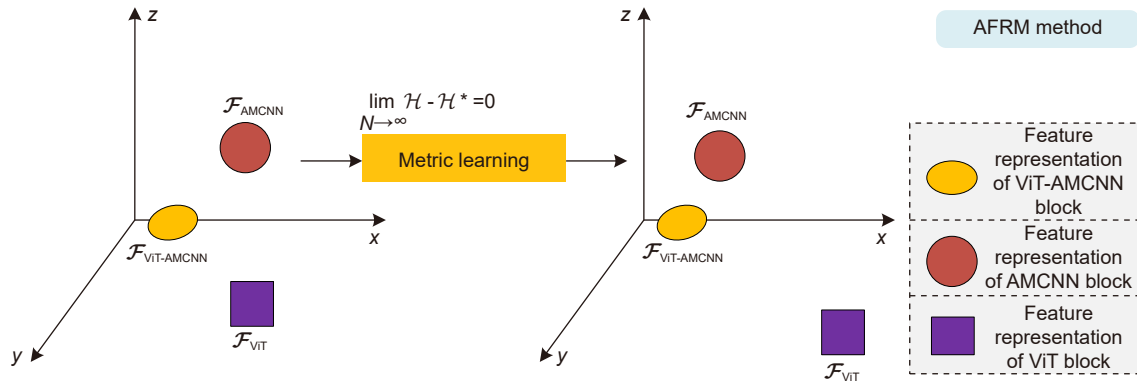 AFRM method
z
𝓕AMCNN
lim ℋ - ℋ* =0
N→∞
Metric learning
x
𝓕ViT-AMCNN
𝓕ViT
y
z
𝓕AMCNN
x
𝓕ViT-AMCNN
y
𝓕ViT
Feature
representation
of ViT-AMCNN
block
Feature
representation
of AMCNN block
Feature
representation
of ViT block